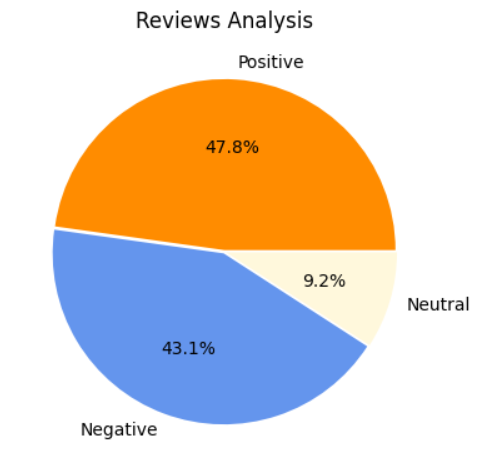 Reviews Analysis
Positive
47.8%
9.2%
Neutral
43.1%
Negative